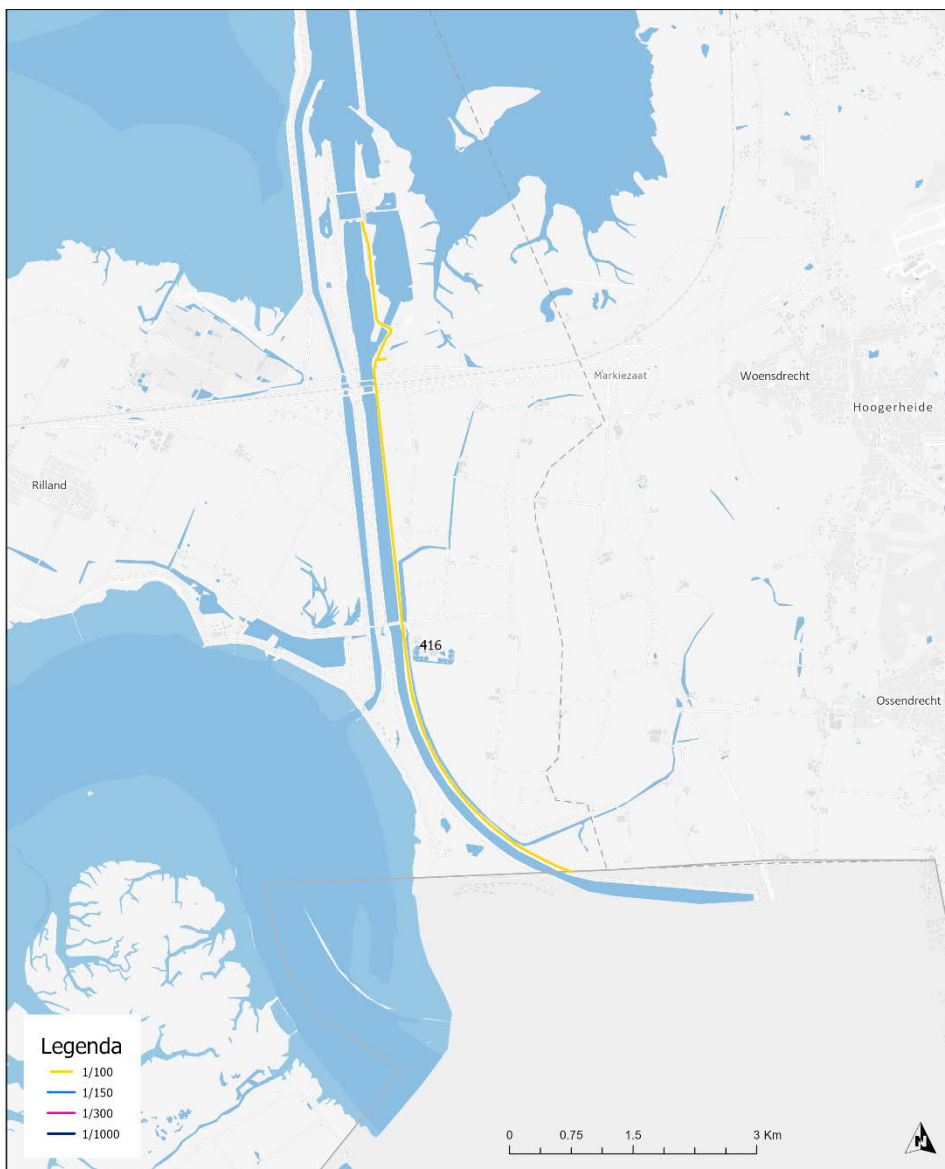 Markiezaat
Woensdrecht
Hoogerheide
Rilland
416
Ossendrecht
Legenda
1/100
1/150
1/300
1/1000
0 0.75 1.5 3 Km
N